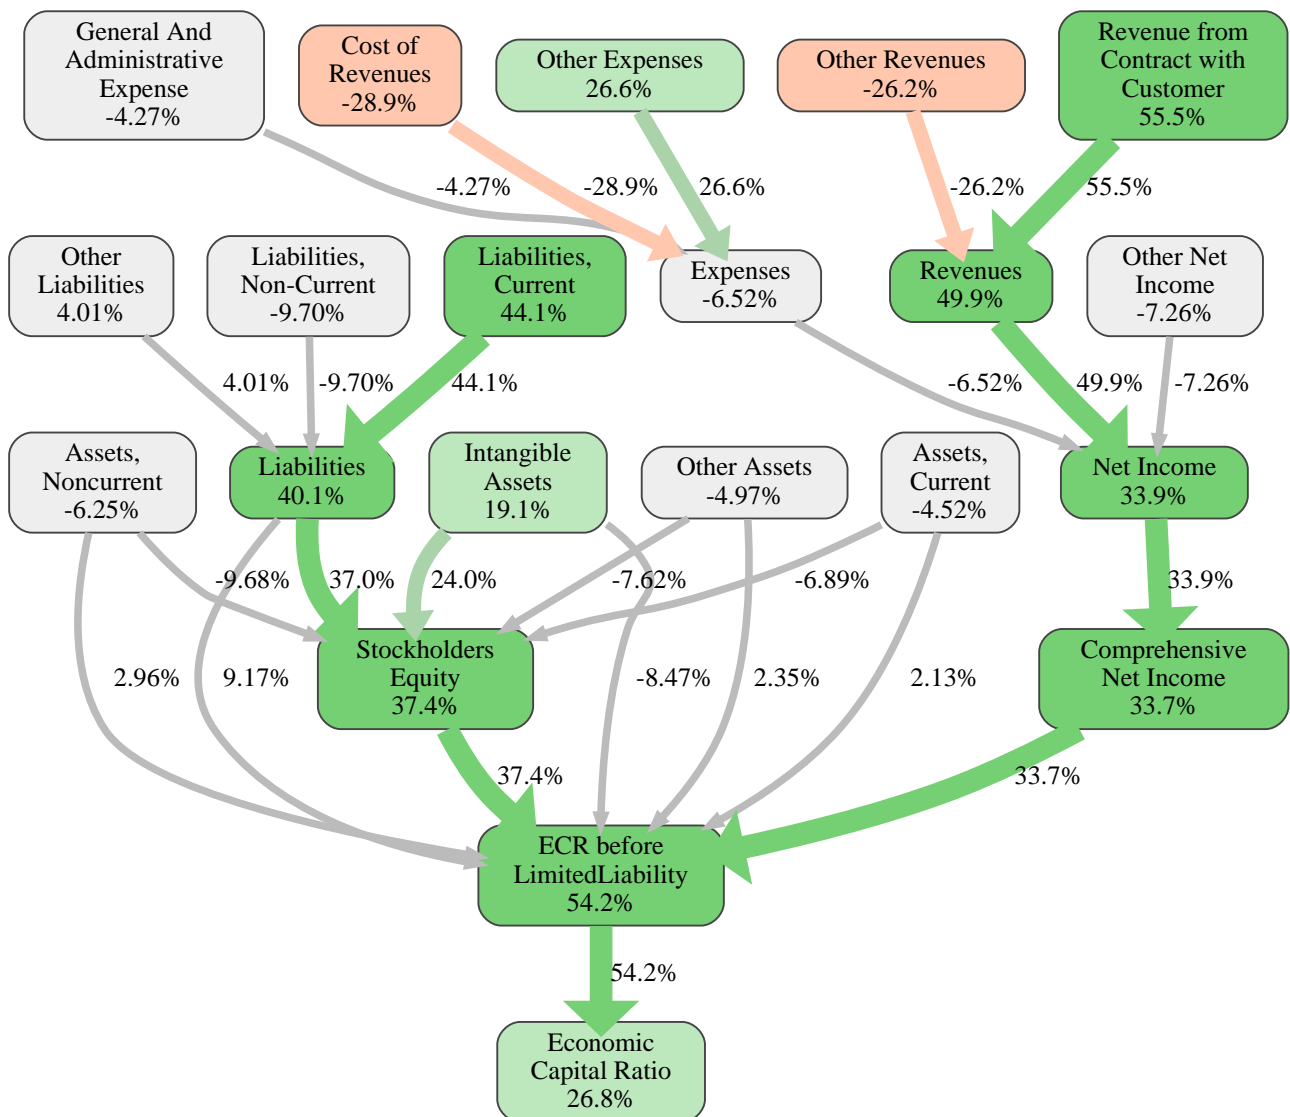 General And
Administrative
Expense
-4.27%
Cost of
Revenues
-28.9%
Other Expenses
26.6%
Other Revenues
-26.2%
Revenue from
Contract with
Customer
55.5%
-4.27%
-28.9%
26.6%
-26.2%
55.5%
Other
Liabilities
4.01%
Liabilities,
Non-Current
-9.70%
Liabilities,
Current
44.1%
Expenses
-6.52%
Revenues
49.9%
Other Net
Income
-7.26%
4.01%
-9.70%
44.1%
-6.52%
49.9%
-7.26%
Assets,
Noncurrent
-6.25%
Liabilities
40.1%
Intangible
Assets
19.1%
Other Assets
-4.97%
Assets,
Current
-4.52%
Net Income
33.9%
-9.68%
37.0%
24.0%
-7.62%
-6.89%
33.9%
2.96%
9.17%
Stockholders
Equity
37.4%
-8.47%
2.35%
2.13%
Comprehensive
Net Income
33.7%
37.4%
33.7%
ECR before
LimitedLiability
54.2%
54.2%
Economic
Capital Ratio
26.8%